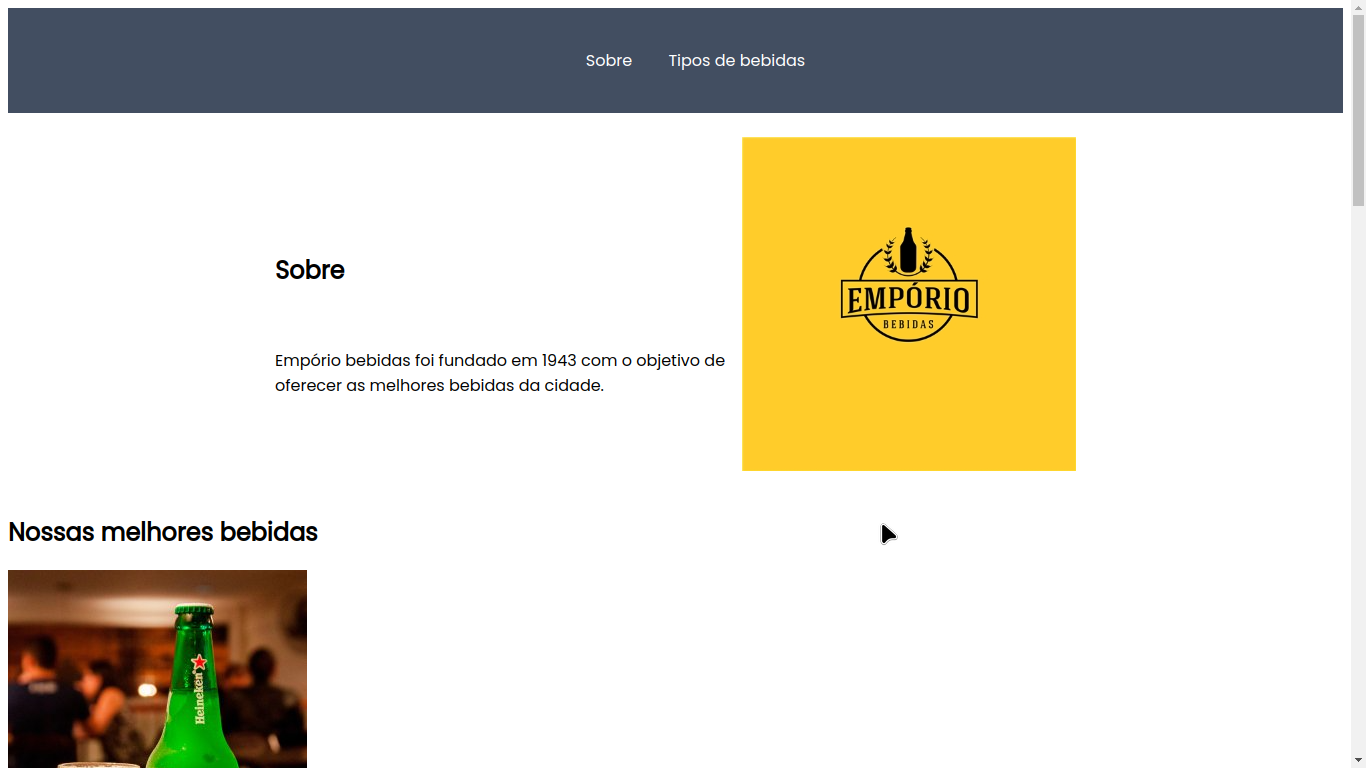 Sobre Tipos de bebidas
Sobre
Empório bebidas foi fundado em 1943 com o objetivo de
oferecer as melhores bebidas da cidade.
EMPÓRIO
BEBIDAS
Nossas melhores bebidas
Heineken